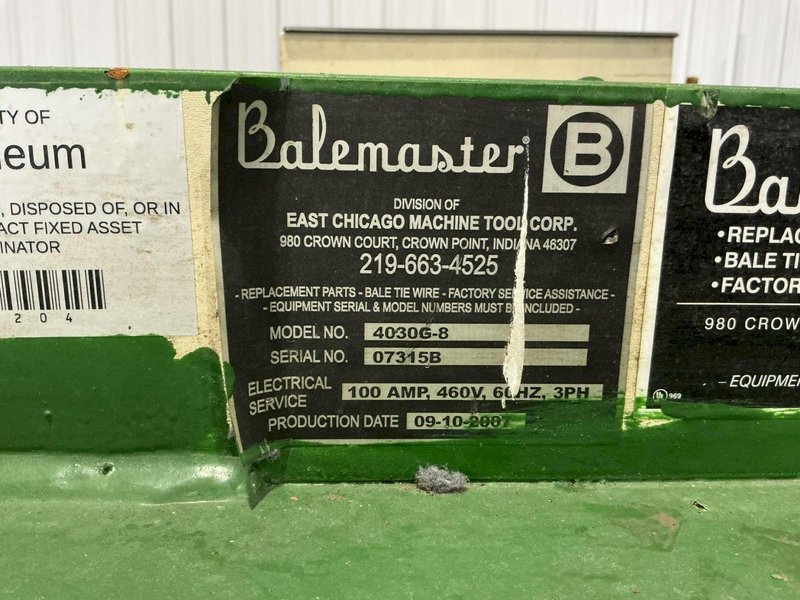 TY OF
eum
, DISPOSED OF, OR IN
ACT FIXED ASSET
INATOR
204
Balemaster®
B
DIVISION OF
EAST CHICAGO MACHINE TOOL CORP.
980 CROWN COURT, CROWN POINT, INDIANA 46307
219-663-4525
- REPLACEMENT PARTS - BALE TIE WIRE - FACTORY SERVICE ASSISTANCE -
- EQUIPMENT SERIAL & MODEL NUMBERS MUST BE INCLUDED -
MODEL NO. 4030G-8
SERIAL NO. 07315B
ELECTRICAL SERVICE 100 AMP, 460V, 60HZ, 3PH
PRODUCTION DATE 09-10-2007
Ba
•REPLAC
•BALE TI
•FACTOR
980 CROW
– EQUIPME
969